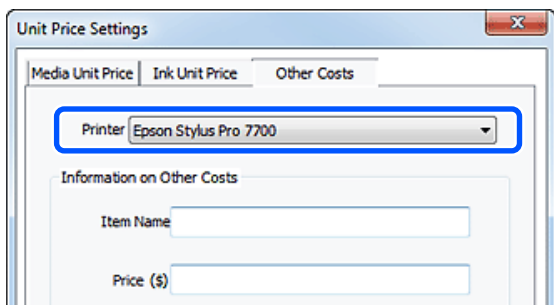 Unit Price Settings
Media Unit Price Ink Unit Price Other Costs
Printer Epson Stylus Pro 7700
Information on Other Costs
Item Name
Price ($)